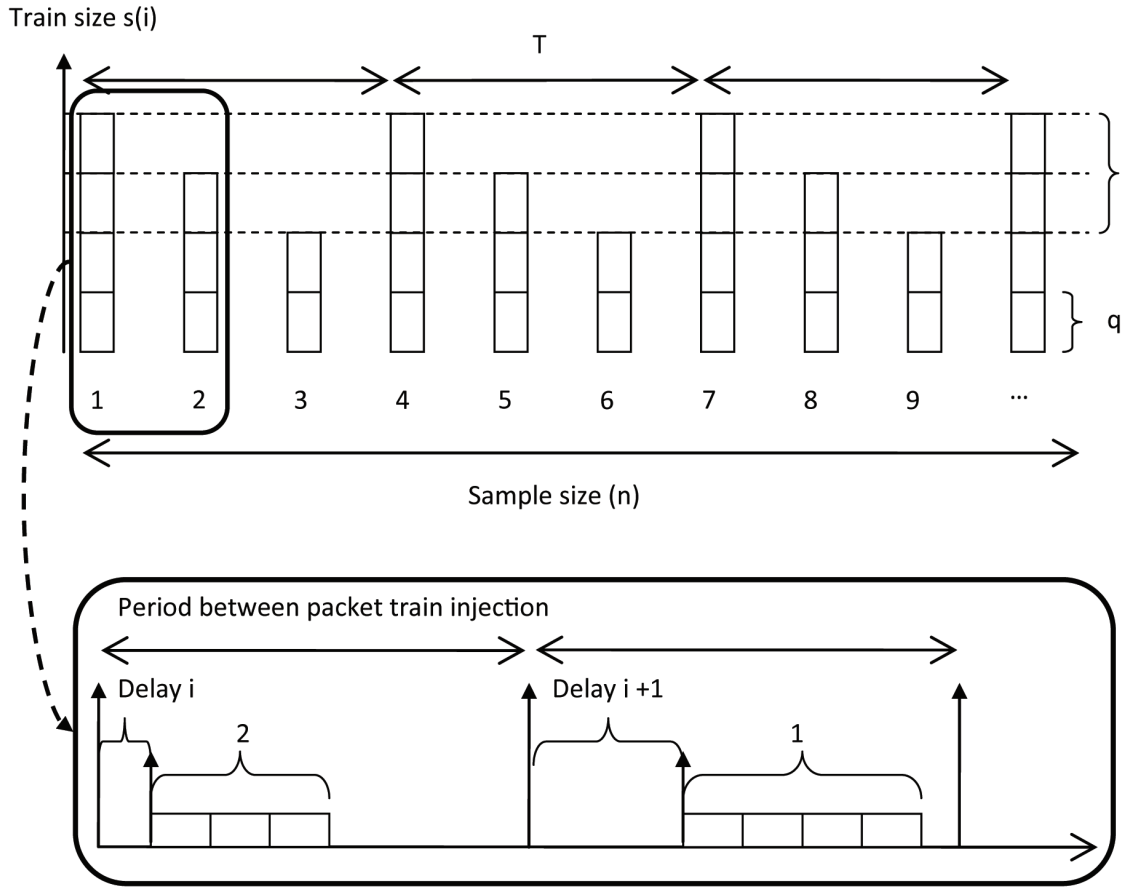 Train size s(i)
T
q
1 2 3 4 5 6 7 8 9 ...
Sample size (n)
Period between packet train injection
Delay i Delay i +1
2 1